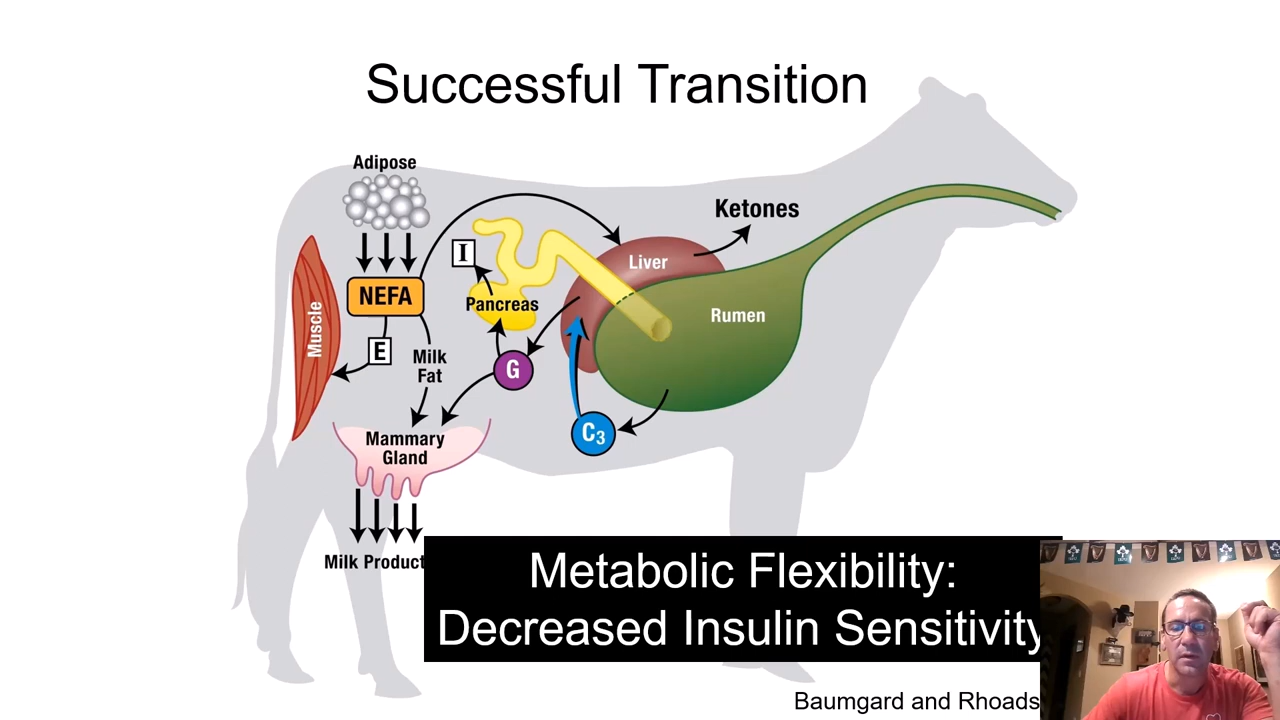 Successful Transition
Adipose
Ketones
I
Liver
NEFA
Pancreas
Rumen
Muscle
E
Milk
Fat
G
C3
Mammary
Gland
Milk Product
Metabolic Flexibility:
Decreased Insulin Sensitivity
Baumgard and Rhoads